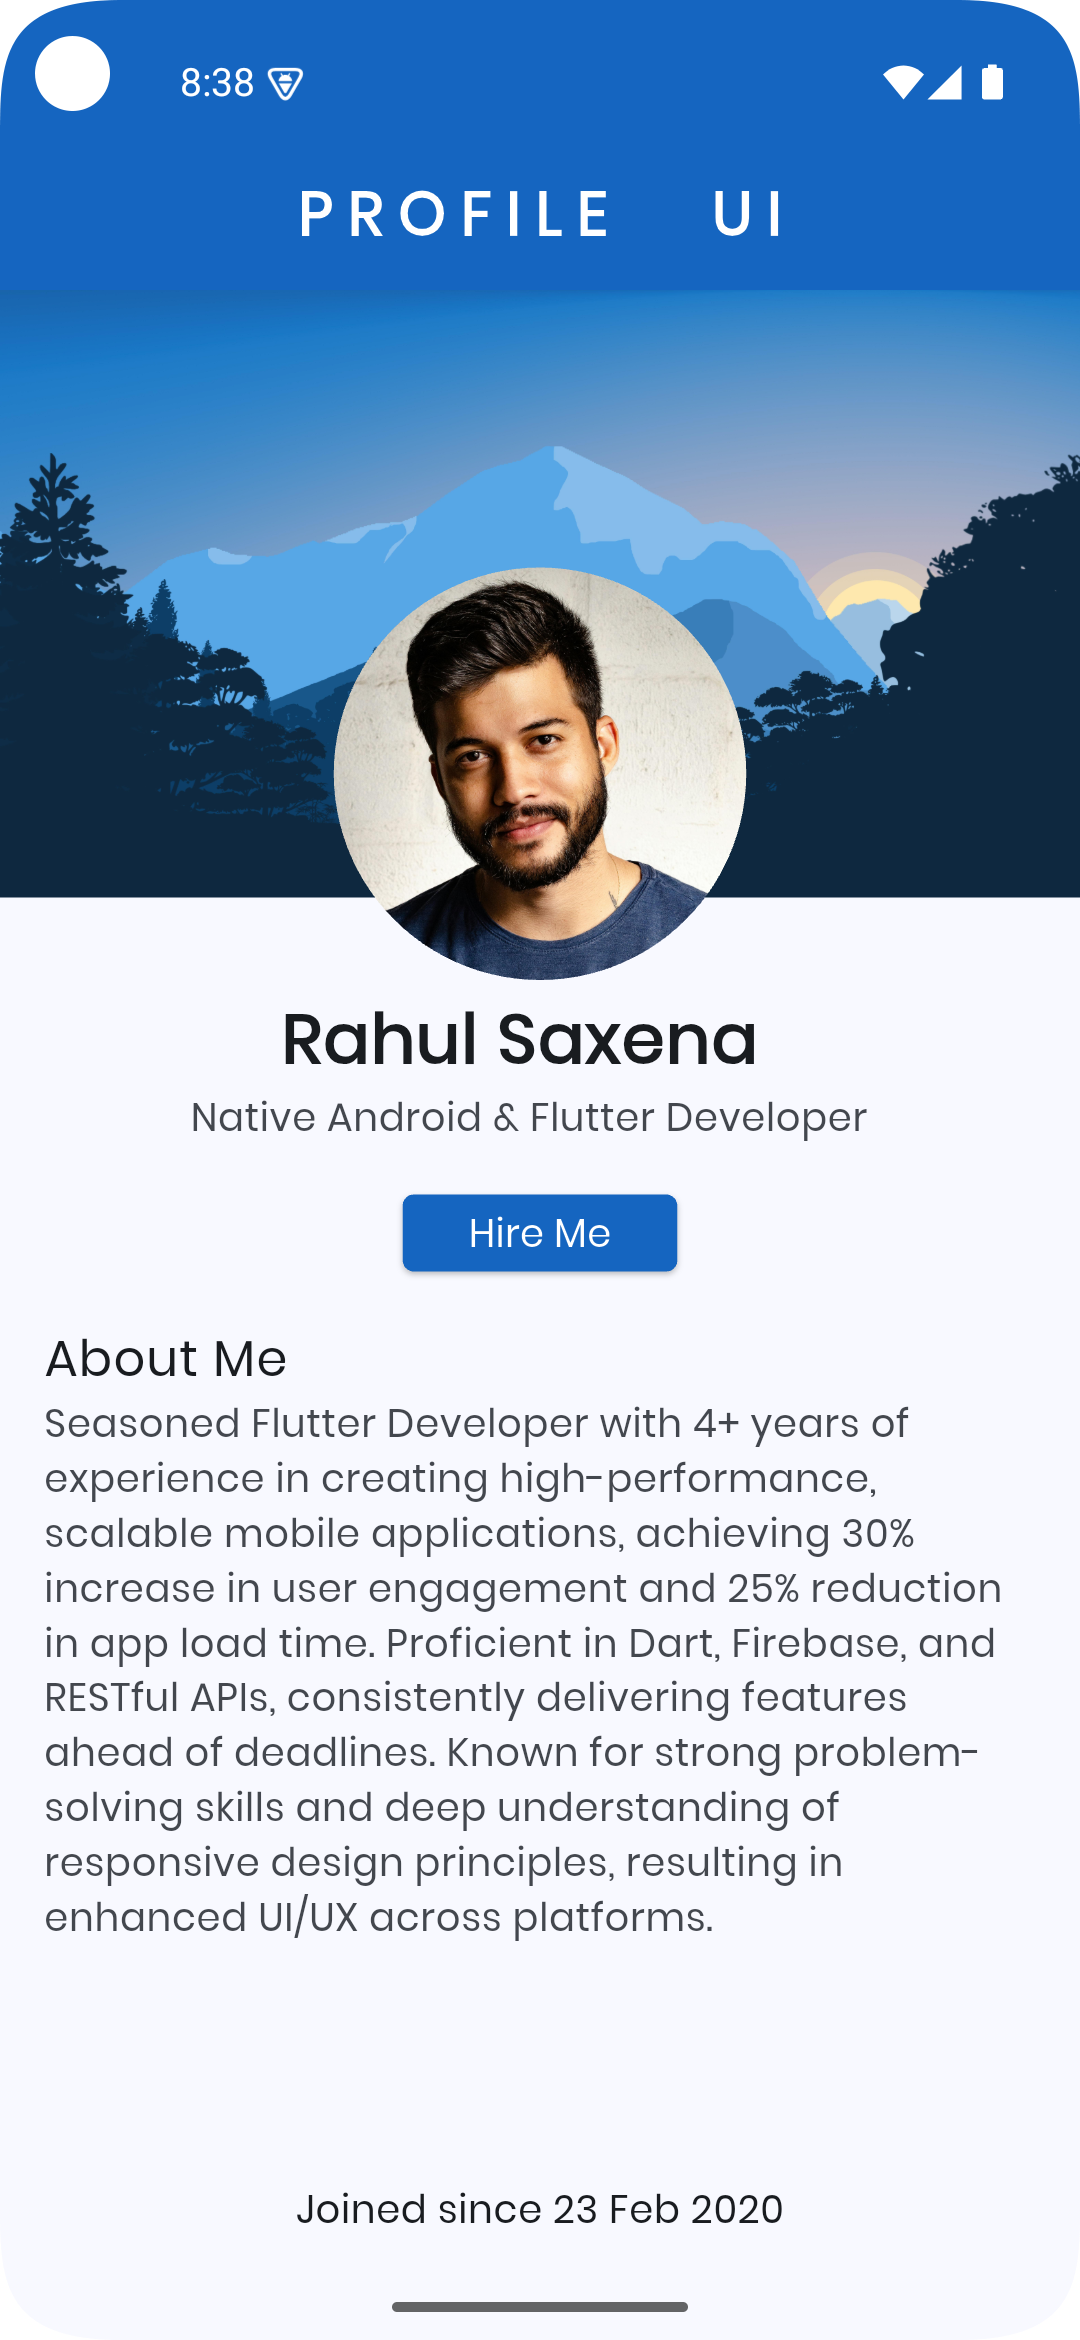 8:38
PROFILE UI
Rahul Saxena
Native Android & Flutter Developer
Hire Me
About Me
Seasoned Flutter Developer with 4+ years of
experience in creating high-performance,
scalable mobile applications, achieving 30%
increase in user engagement and 25% reduction
in app load time. Proficient in Dart, Firebase, and
RESTful APIs, consistently delivering features
ahead of deadlines. Known for strong problem-
solving skills and deep understanding of
responsive design principles, resulting in
enhanced UI/UX across platforms.
Joined since 23 Feb 2020